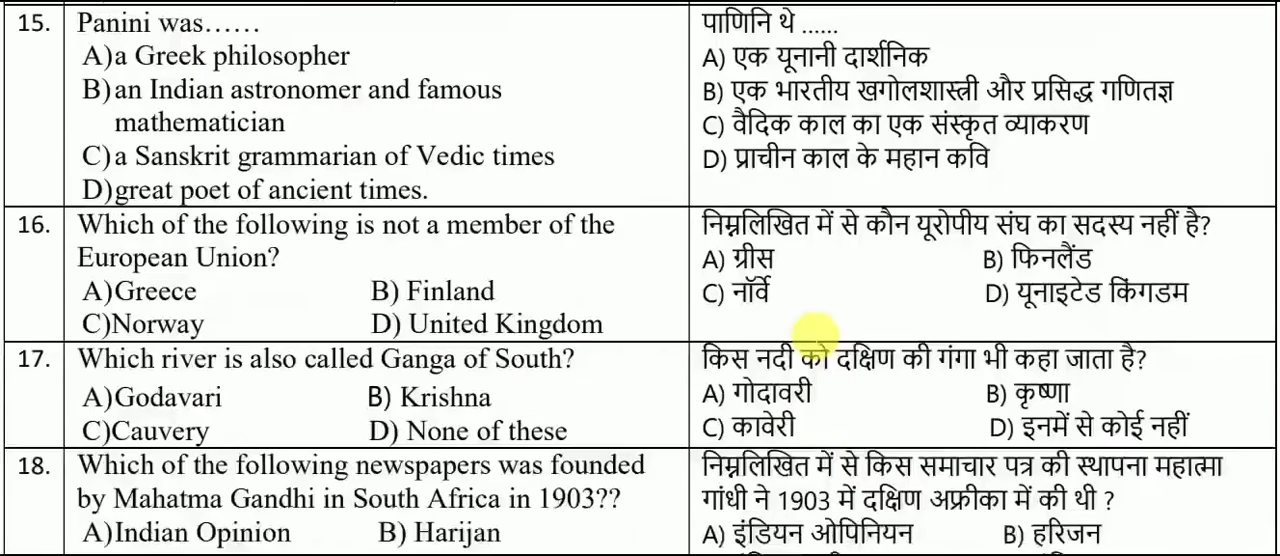 15. Panini was......
A)a Greek philosopher
B)an Indian astronomer and famous
mathematician
C)a Sanskrit grammarian of Vedic times
D)great poet of ancient times.
पाणिनि थे ......
A) एक यूनानी दार्शनिक
B) एक भारतीय खगोलशास्त्री और प्रसिद्ध गणितज्ञ
C) वैदिक काल का एक संस्कृत व्याकरण
D) प्राचीन काल के महान कवि
16. Which of the following is not a member of the
European Union?
A)Greece B) Finland
C)Norway D) United Kingdom
निम्नलिखित में से कौन यूरोपीय संघ का सदस्य नहीं है?
A) ग्रीस B) फिनलैंड
C) नॉर्वे D) यूनाइटेड किंगडम
17. Which river is also called Ganga of South?
A)Godavari B) Krishna
C)Cauvery D) None of these
किस नदी को दक्षिण की गंगा भी कहा जाता है?
A) गोदावरी B) कृष्णा
C) कावेरी D) इनमें से कोई नहीं
18. Which of the following newspapers was founded
by Mahatma Gandhi in South Africa in 1903??
A)Indian Opinion B) Harijan
निम्नलिखित में से किस समाचार पत्र की स्थापना महात्मा
गांधी ने 1903 में दक्षिण अफ्रीका में की थी ?
A) इंडियन ओपिनियन B) हरिजन